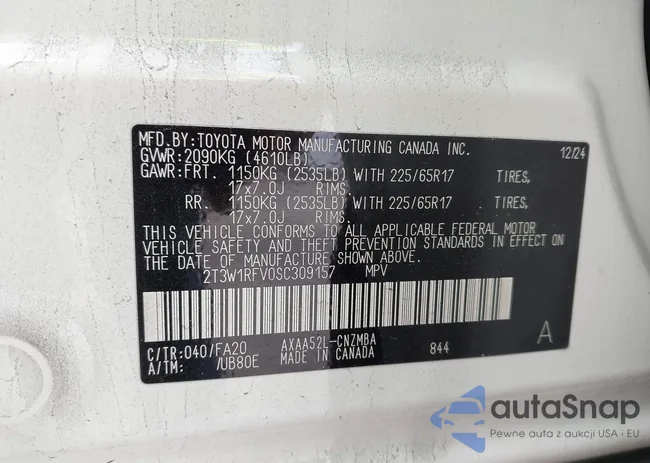 MFD.BY:TOYOTA MOTOR MANUFACTURING CANADA INC. 12/24
GVWR:2090KG (4610LB)
GAWR:FRT. 1150KG (2535LB) WITH 225/65R17 TIRES,
17x7.0J RIMS.
RR. 1150KG (2535LB) WITH 225/65R17 TIRES,
17x7.0J RIMS.
THIS VEHICLE CONFORMS TO ALL APPLICABLE FEDERAL MOTOR
VEHICLE SAFETY AND THEFT PREVENTION STANDARDS IN EFFECT ON
THE DATE OF MANUFACTURE SHOWN ABOVE.
2T3W1RFV0SC309157 MPV
C/TR:040/FA20 AXAA52L-CNZMBA 844 A
A/TM: /UB80E MADE IN CANADA
autaSnap
Pewne auta z aukcji USA i EU